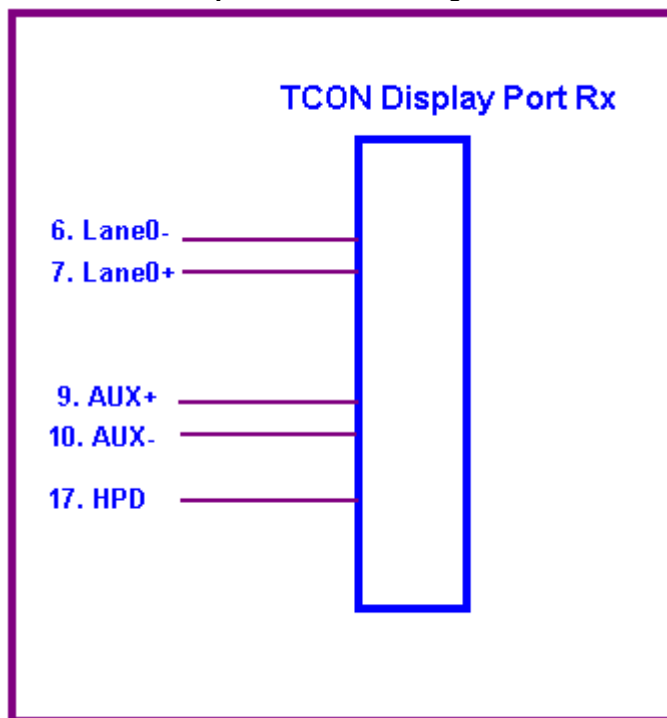 TCON Display Port Rx
6. Lane0-
7. Lane0+
9. AUX+
10. AUX-
17. HPD